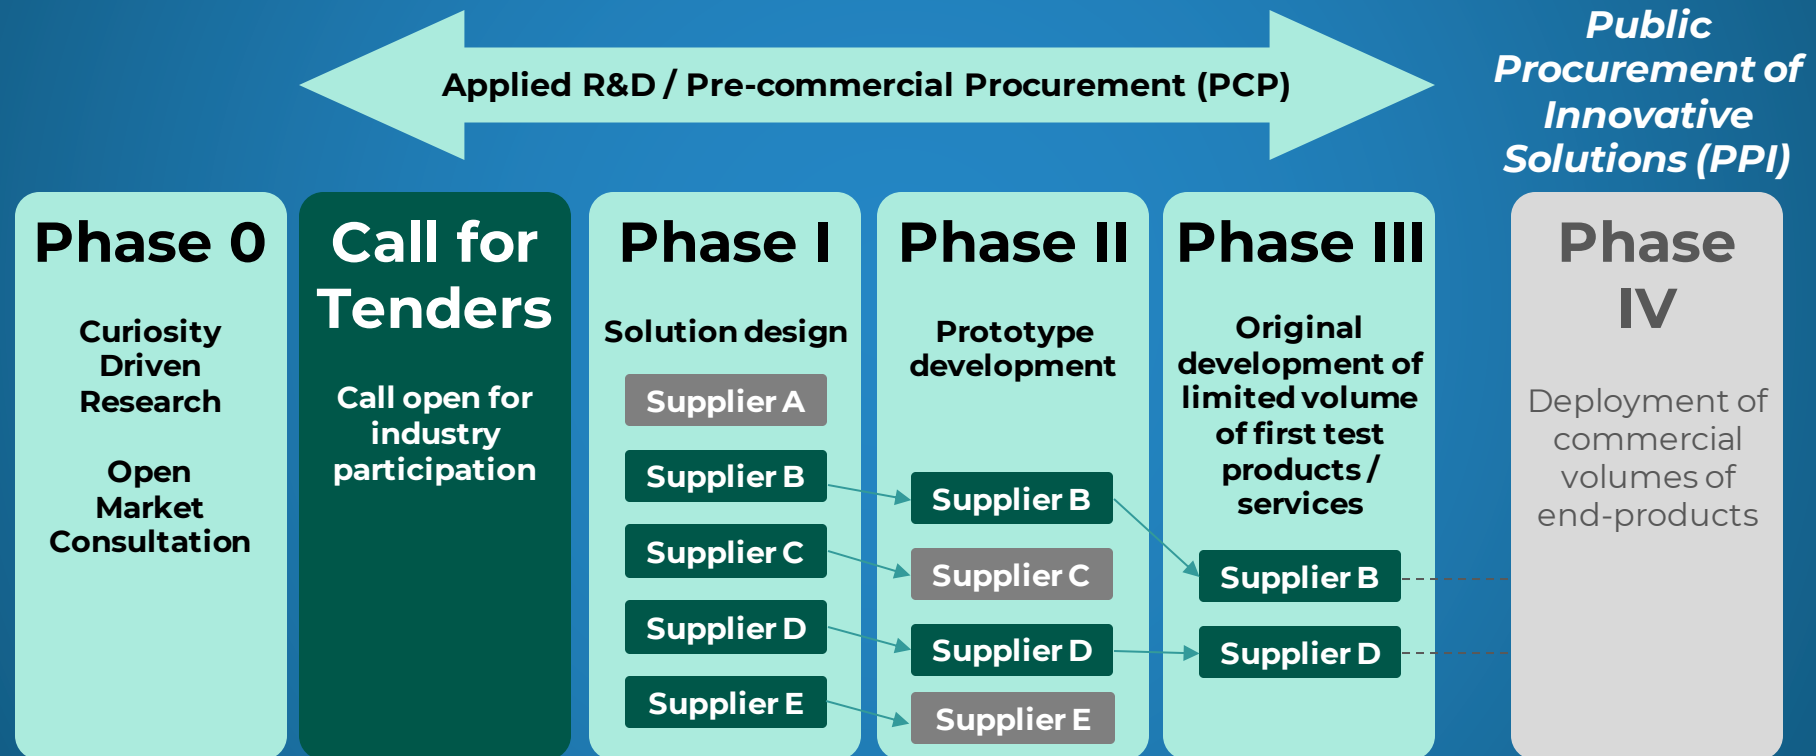 Applied R&D / Pre-commercial Procurement (PCP)
Public
Procurement of
Innovative
Solutions (PPI)
Phase 0
Curiosity
Driven
Research
Open
Market
Consultation
Call for
Tenders
Call open for
industry
participation
Phase I
Solution design
Supplier A
Supplier B
Supplier C
Supplier D
Supplier E
Phase II
Prototype
development
Supplier B
Supplier C
Supplier D
Supplier E
Phase III
Original
development of
limited volume
of first test
products /
services
Supplier B
Supplier D
Phase
IV
Deployment of
commercial
volumes of
end-products